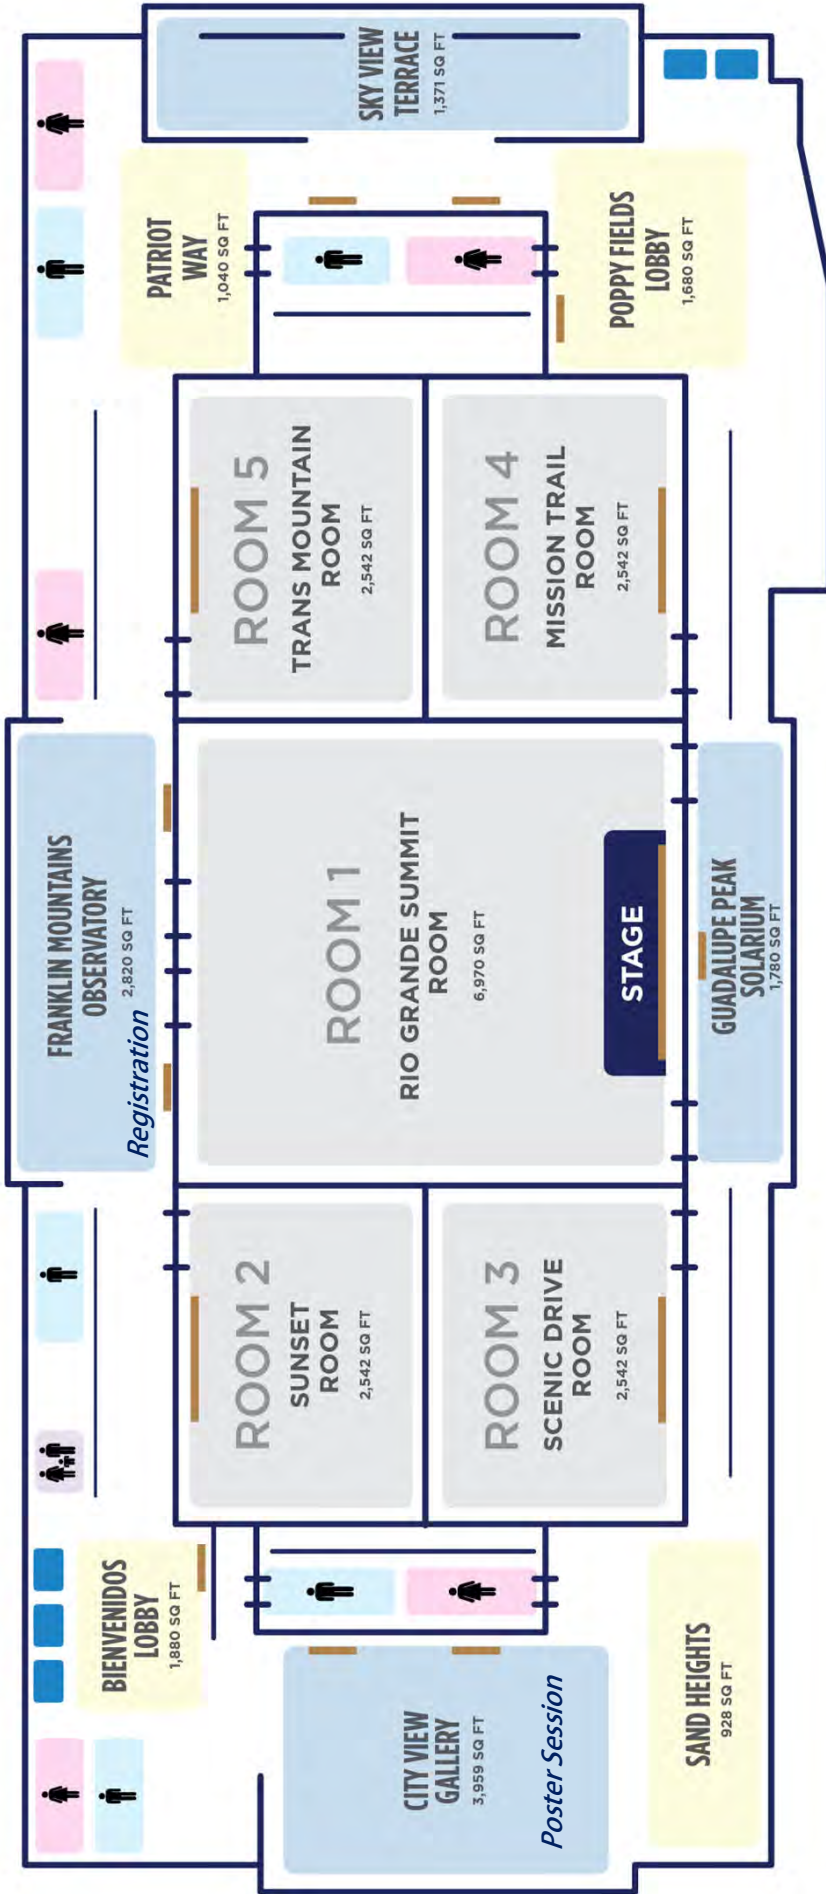 SKY VIEW
TERRACE
1,371 SQ FT
PATRIOT
WAY
1,040 SQ FT
POPPY FIELDS
LOBBY
1,680 SQ FT
ROOM 5
TRANS MOUNTAIN
ROOM
2,542 SQ FT
ROOM 4
MISSION TRAIL
ROOM
2,542 SQ FT
FRANKLIN MOUNTAINS
OBSERVATORY
2,820 SQ FT
Registration
ROOM 1
RIO GRANDE SUMMIT
ROOM
6,970 SQ FT
STAGE
GUADALUPE PEAK
SOLARIUM
1,780 SQ FT
ROOM 2
SUNSET
ROOM
2,542 SQ FT
ROOM 3
SCENIC DRIVE
ROOM
2,542 SQ FT
BIENVENIDOS
LOBBY
1,880 SQ FT
CITY VIEW
GALLERY
3,959 SQ FT
Poster Session
SAND HEIGHTS
928 SQ FT